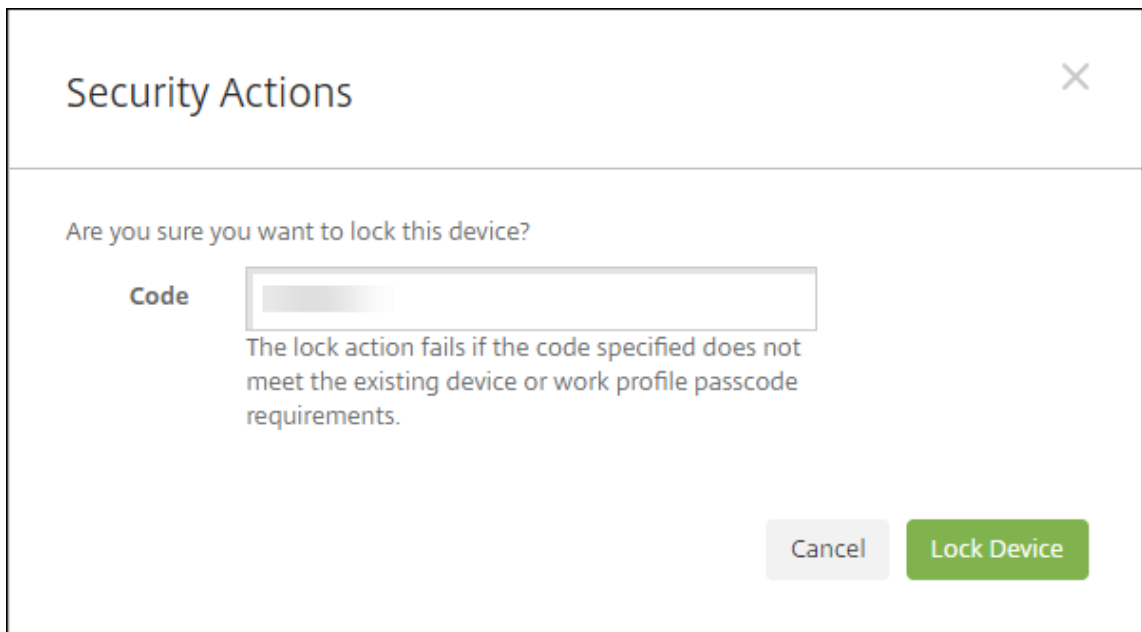 Security Actions
Are you sure you want to lock this device?
Code
The lock action fails if the code specified does not
meet the existing device or work profile passcode
requirements.
Cancel
Lock Device